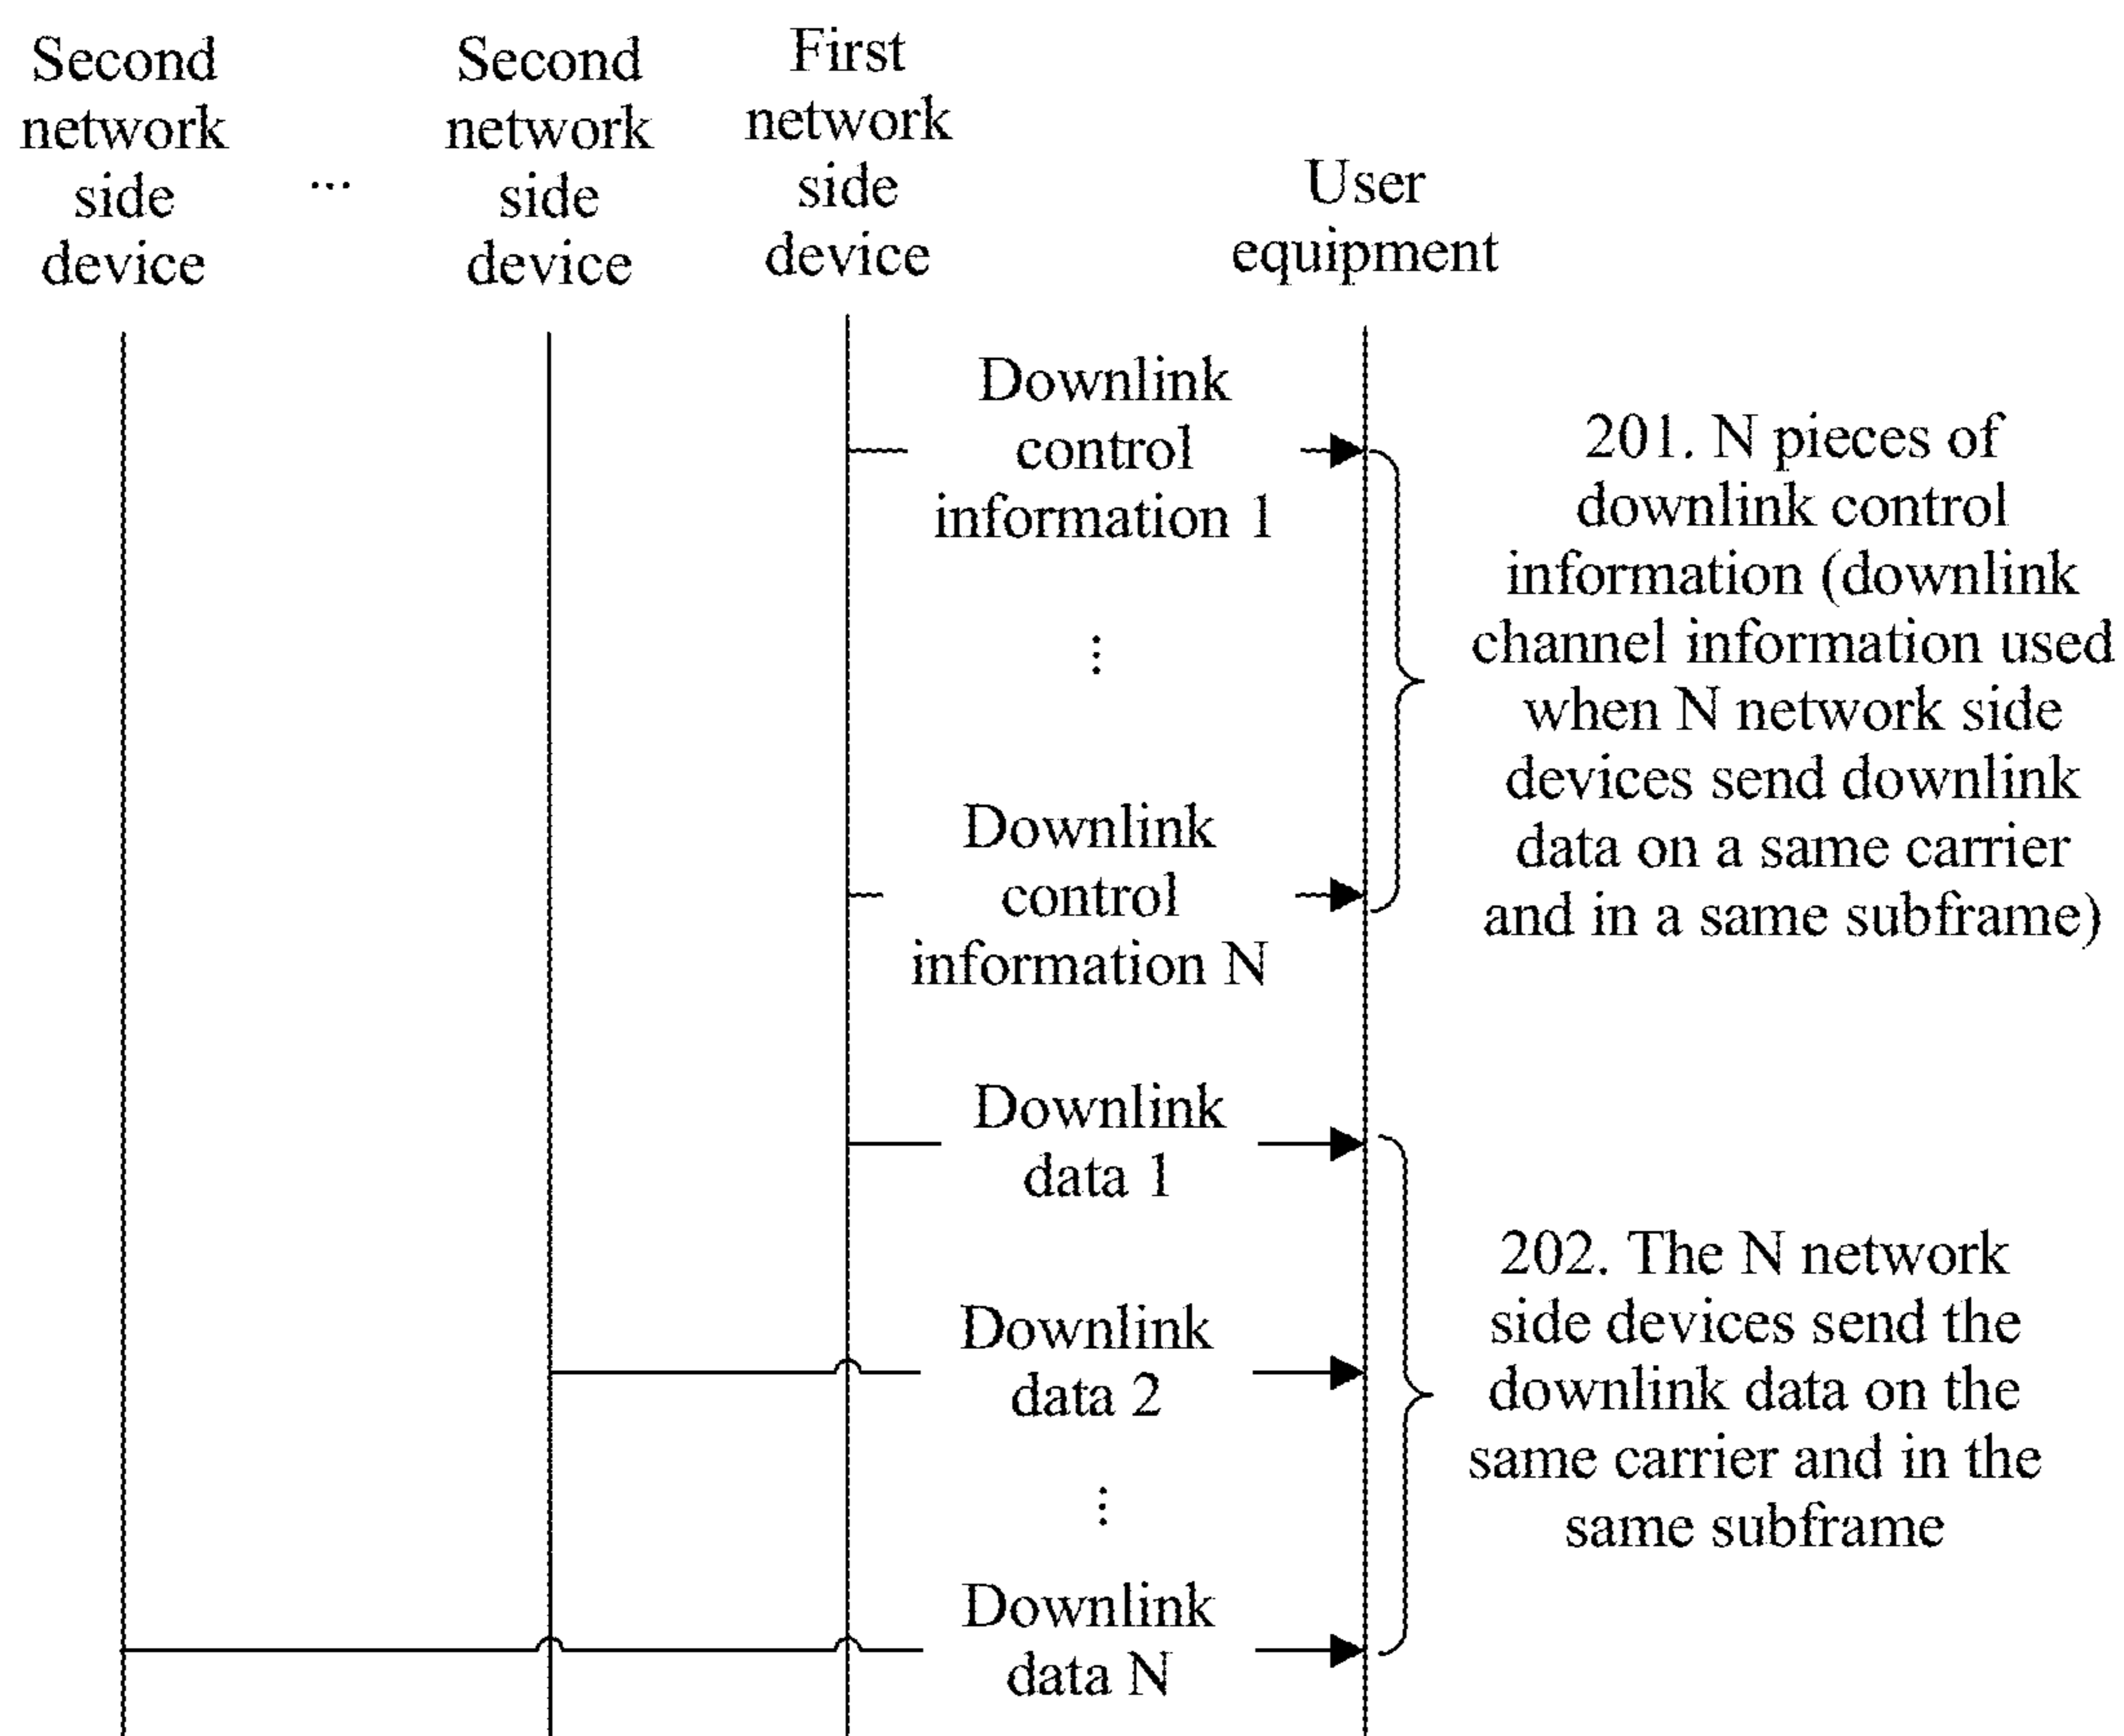 Second
network
side
device
...
Second
network
side
device
First
network
side
device
User
equipment
Downlink
control
information 1
⋮
Downlink
control
information N
201. N pieces of
downlink control
information (downlink
channel information used
when N network side
devices send downlink
data on a same carrier
and in a same subframe)
Downlink
data 1
Downlink
data 2
⋮
Downlink
data N
202. The N network
side devices send the
downlink data on the
same carrier and in the
same subframe